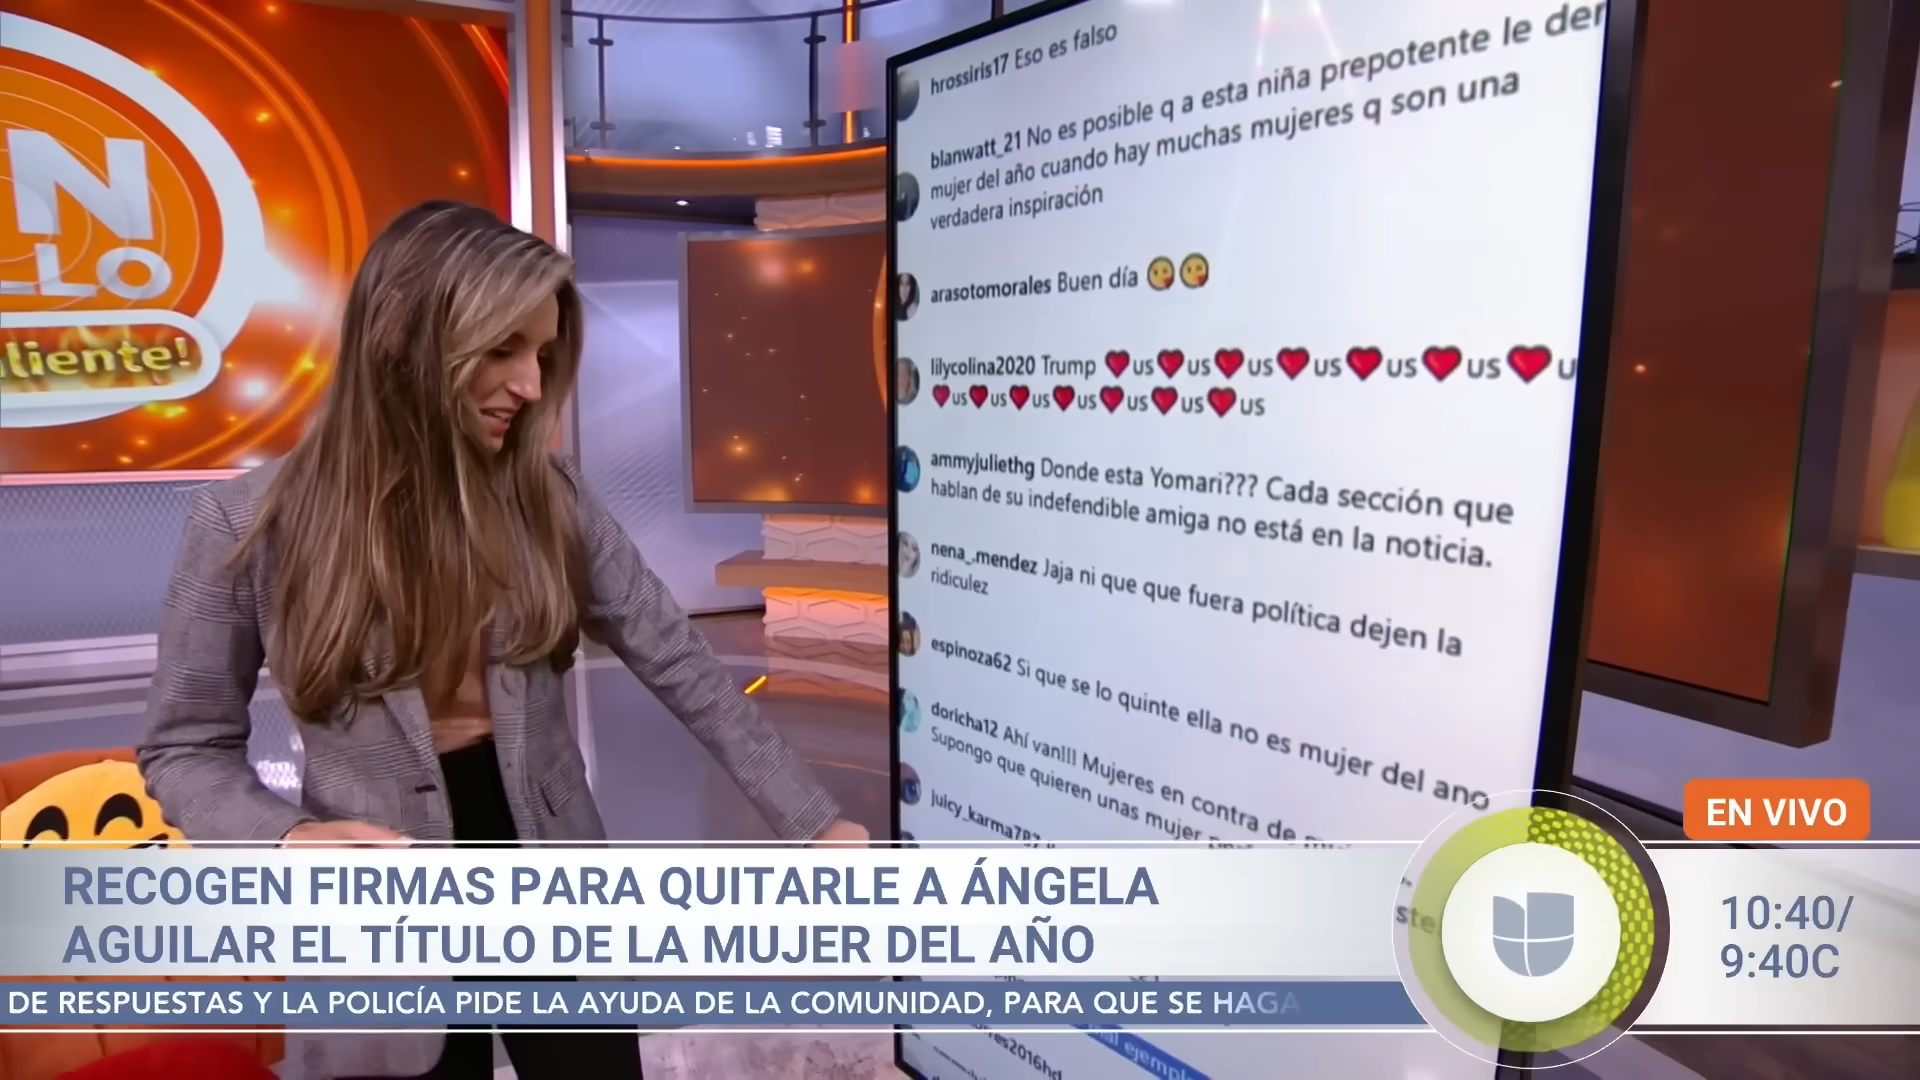 N
LLO
liente!
hrossiris17 Eso es falso
blanwatt_21 No es posible q a esta niña prepotente le den
mujer del año cuando hay muchas mujeres q son una
verdadera inspiración
arasotomorales Buen día 😘😘
lilycolina2020 Trump ❤️us❤️us❤️us❤️us❤️us❤️us❤️u
❤️us❤️us❤️us❤️us❤️us❤️us❤️us
ammyjuliethg Donde esta Yomari??? Cada sección que
hablan de su indefendible amiga no está en la noticia.
nena_.mendez Jaja ni que que fuera política dejen la
ridiculez
espinoza62 Si que se lo quinte ella no es mujer del ano
doricha12 Ahí van!!! Mujeres en contra de
Supongo que quieren unas mujer
juicy_karma787
EN VIVO
RECOGEN FIRMAS PARA QUITARLE A ÁNGELA
AGUILAR EL TÍTULO DE LA MUJER DEL AÑO
10:40/
9:40C
DE RESPUESTAS Y LA POLICÍA PIDE LA AYUDA DE LA COMUNIDAD, PARA QUE SE HAGA